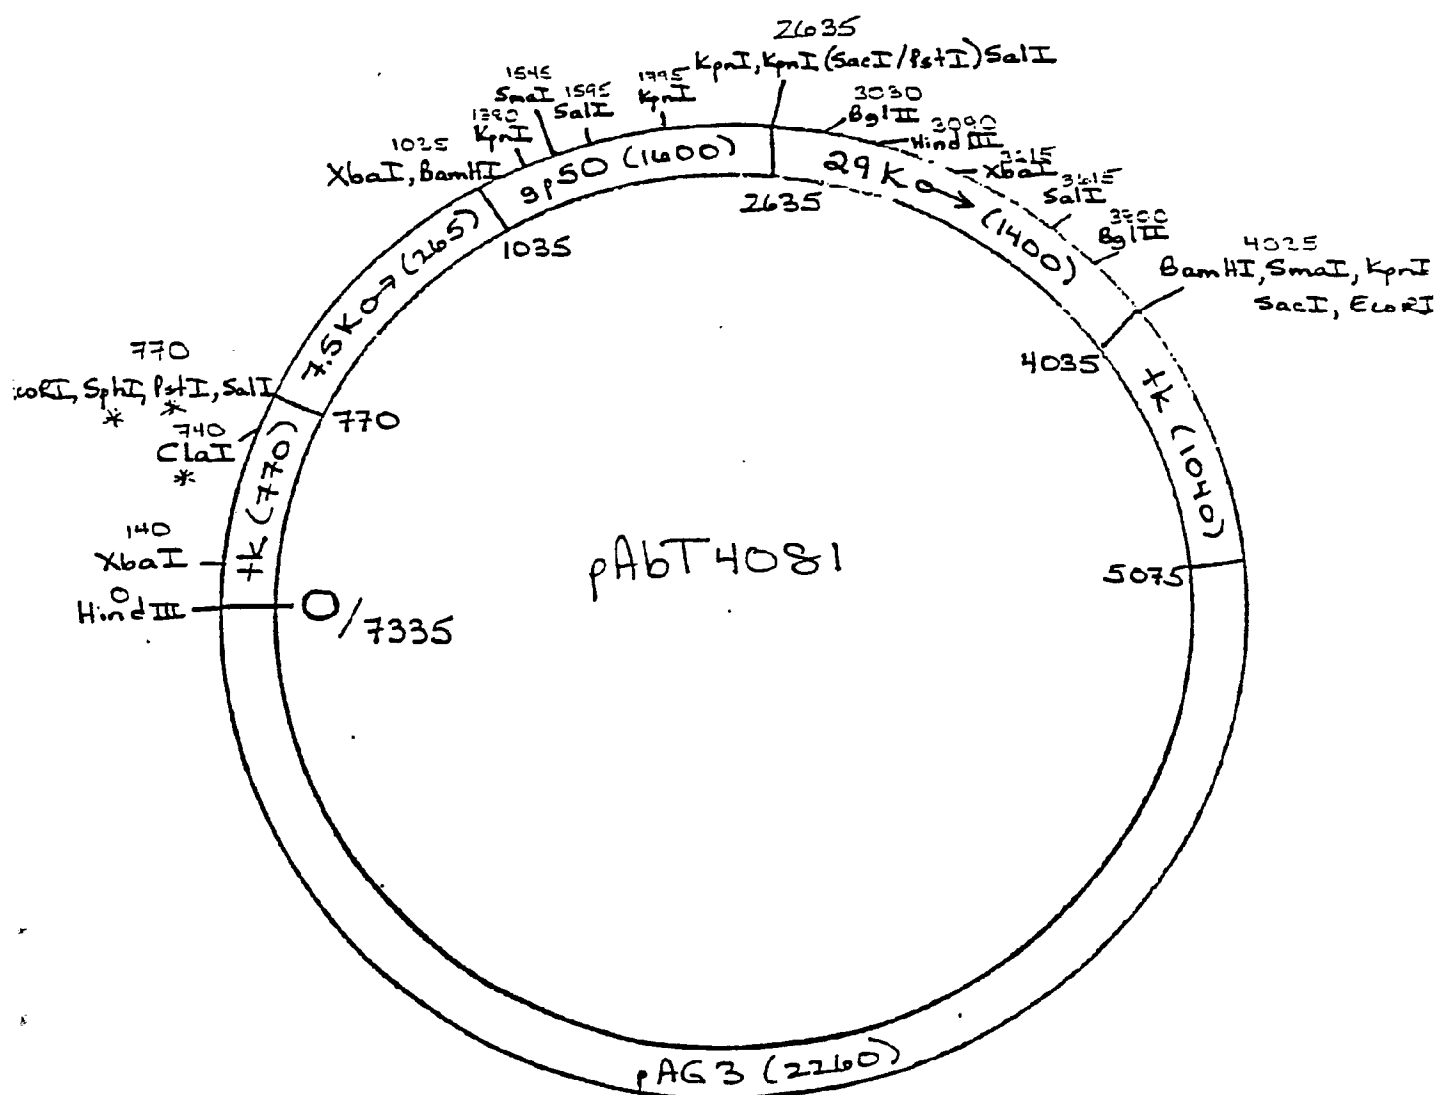 2635
KpnI, KpnI (SacI/PstI) SalI
1795
KpnI
1595
SalI
1545
SmaI
1390
KpnI
1025
XbaI, BamHI
3030
BglII
3090
HindIII
XbaI
SalI
BglII
4025
BamHI, SmaI, KpnI
SacI, EcoRI
gp50 (1600)
29K (1400)
2635
1035
7.5K (265)
4035
tk (1040)
770
coRI, SphI, PstI, SalI
* *
740
ClaI
*
770
tk (770)
140
XbaI
0
HindIII
0/7335
pAbT4081
5075
pAG3 (2260)